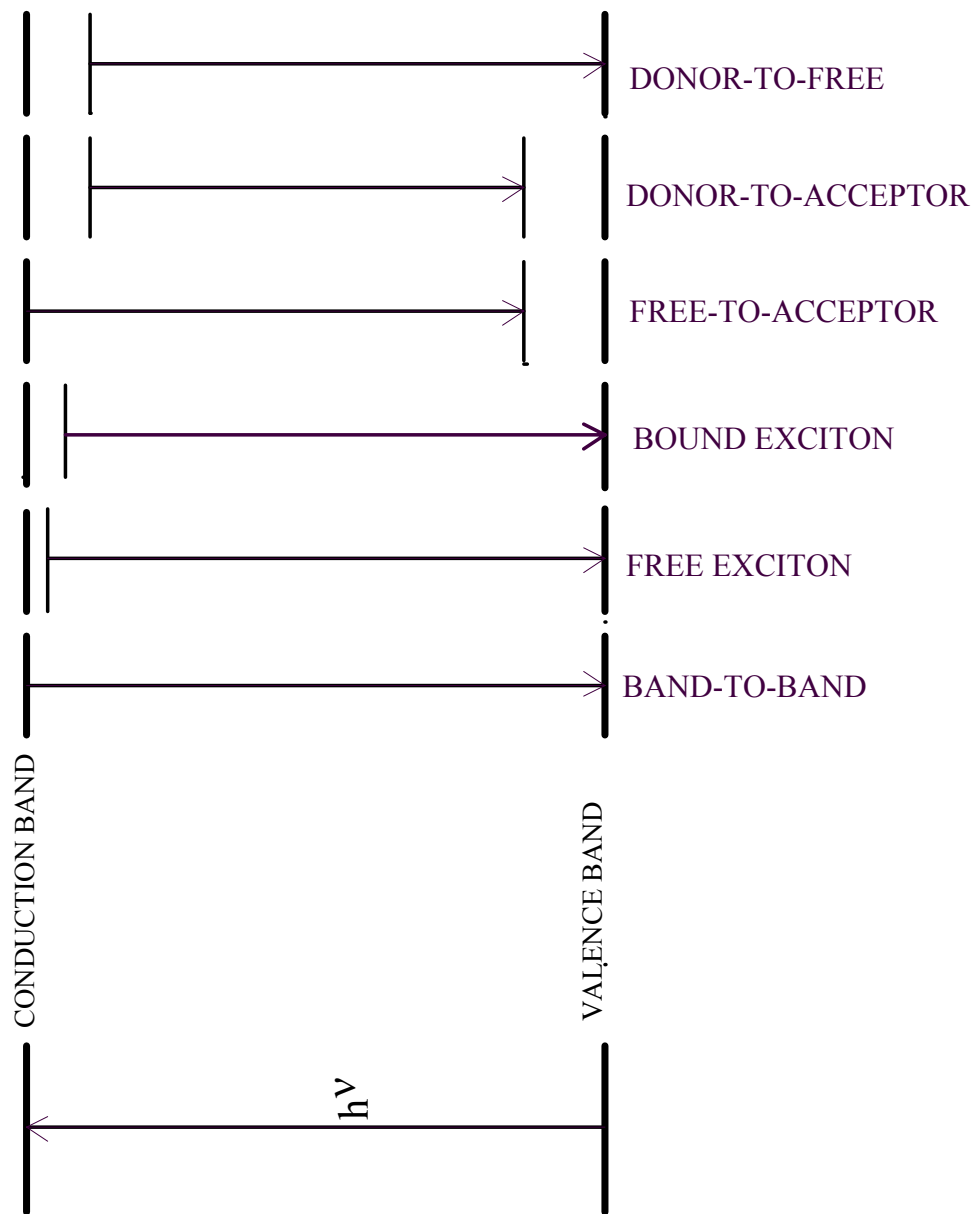 DONOR-TO-FREE
DONOR-TO-ACCEPTOR
FREE-TO-ACCEPTOR
BOUND EXCITON
FREE EXCITON
BAND-TO-BAND
CONDUCTION BAND
VALENCE BAND
hν